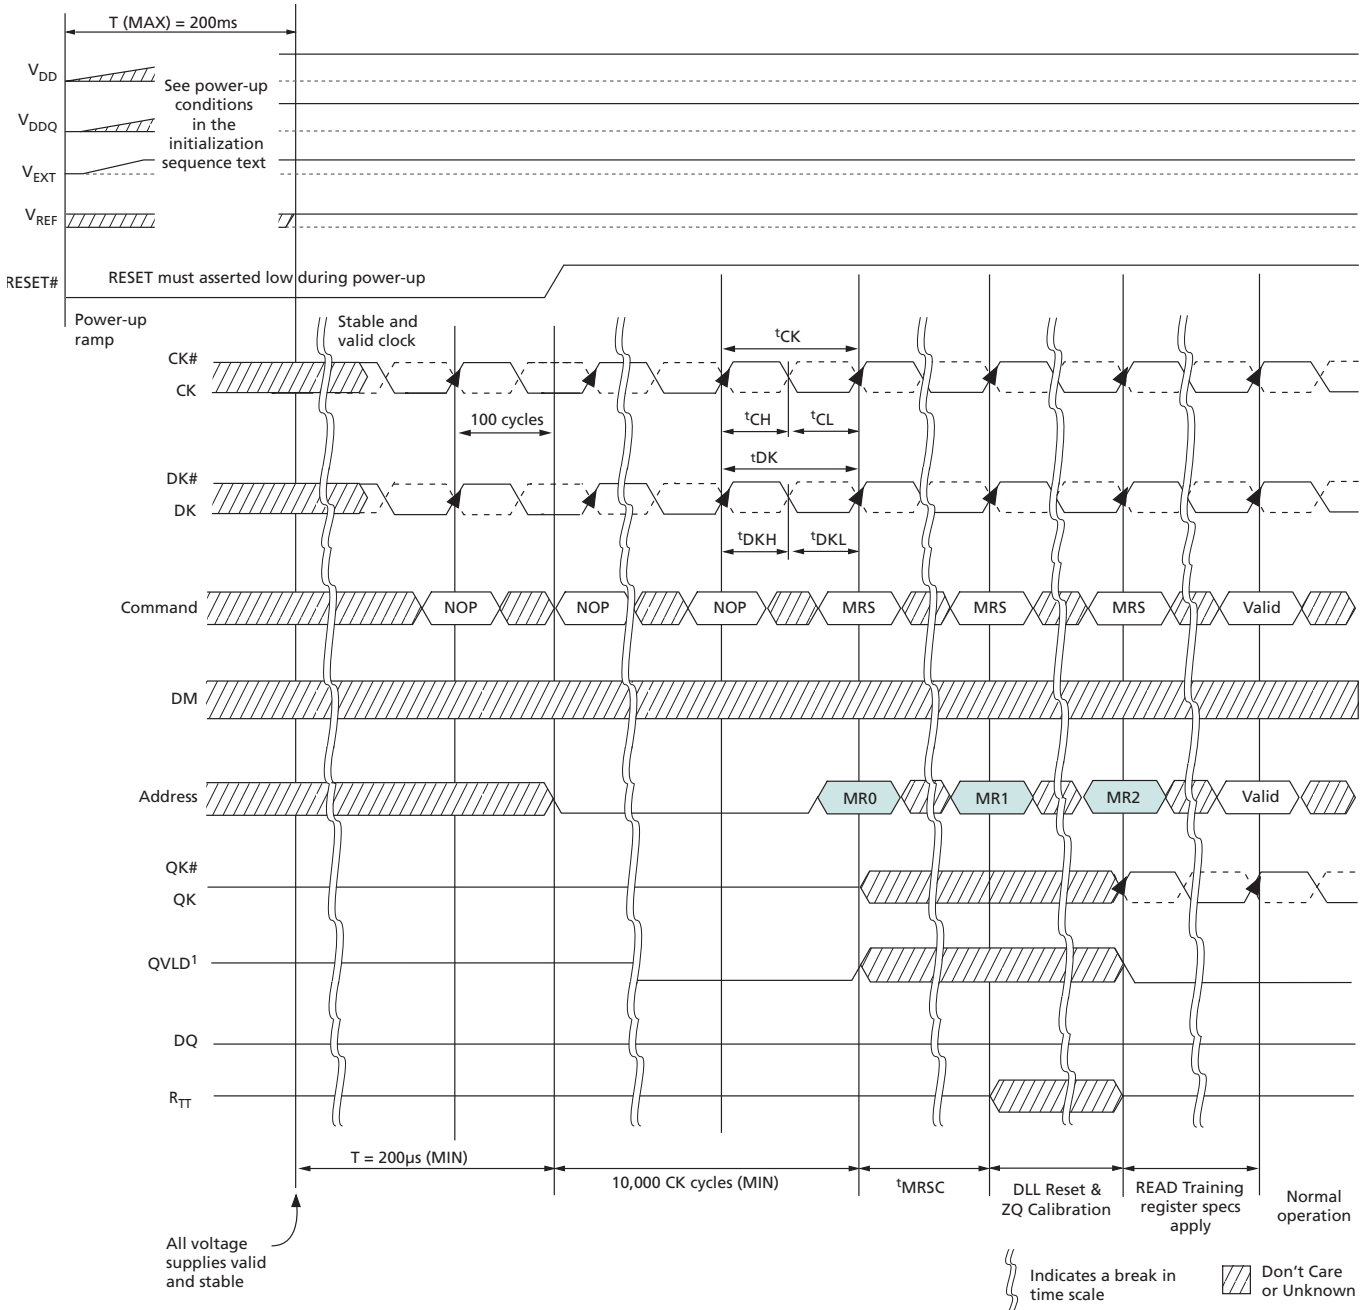 T (MAX) = 200ms
VDD
See power-up
conditions
in the
initialization
sequence text
VDDQ
VEXT
VREF
RESET#
RESET must asserted low during power-up
Power-up
ramp
Stable and
valid clock
CK#
CK
tCK
100 cycles
tCH
tCL
DK#
DK
tDK
tDKH
tDKL
Command
NOP
NOP
NOP
MRS
MRS
MRS
Valid
DM
Address
MR0
MR1
MR2
Valid
QK#
QK
QVLD1
DQ
RTT
T = 200μs (MIN)
10,000 CK cycles (MIN)
tMRSC
DLL Reset &
ZQ Calibration
READ Training
register specs
apply
Normal
operation
All voltage
supplies valid
and stable
Indicates a break in
time scale
Don't Care
or Unknown